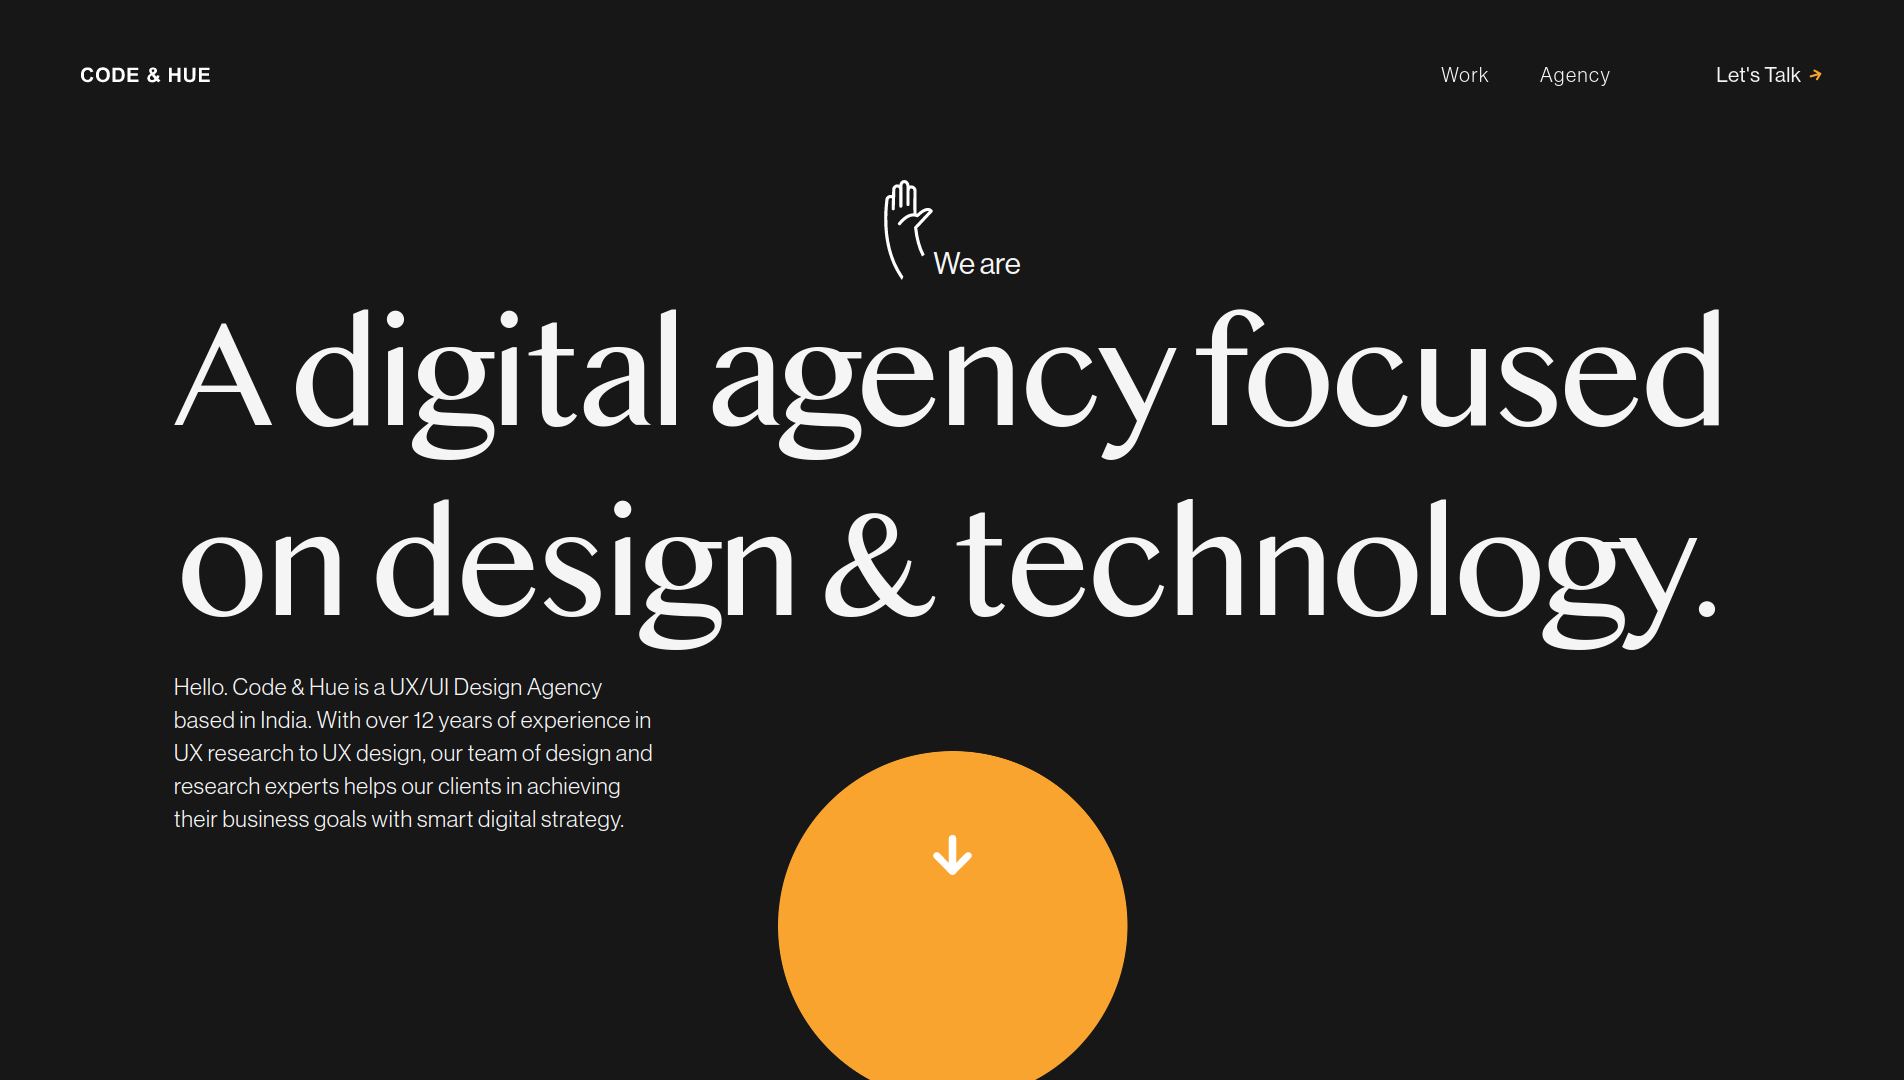 CODE & HUE
Work
Agency
Let's Talk
We are
A digital agency focused
on design & technology.
Hello. Code & Hue is a UX/UI Design Agency
based in India. With over 12 years of experience in
UX research to UX design, our team of design and
research experts helps our clients in achieving
their business goals with smart digital strategy.